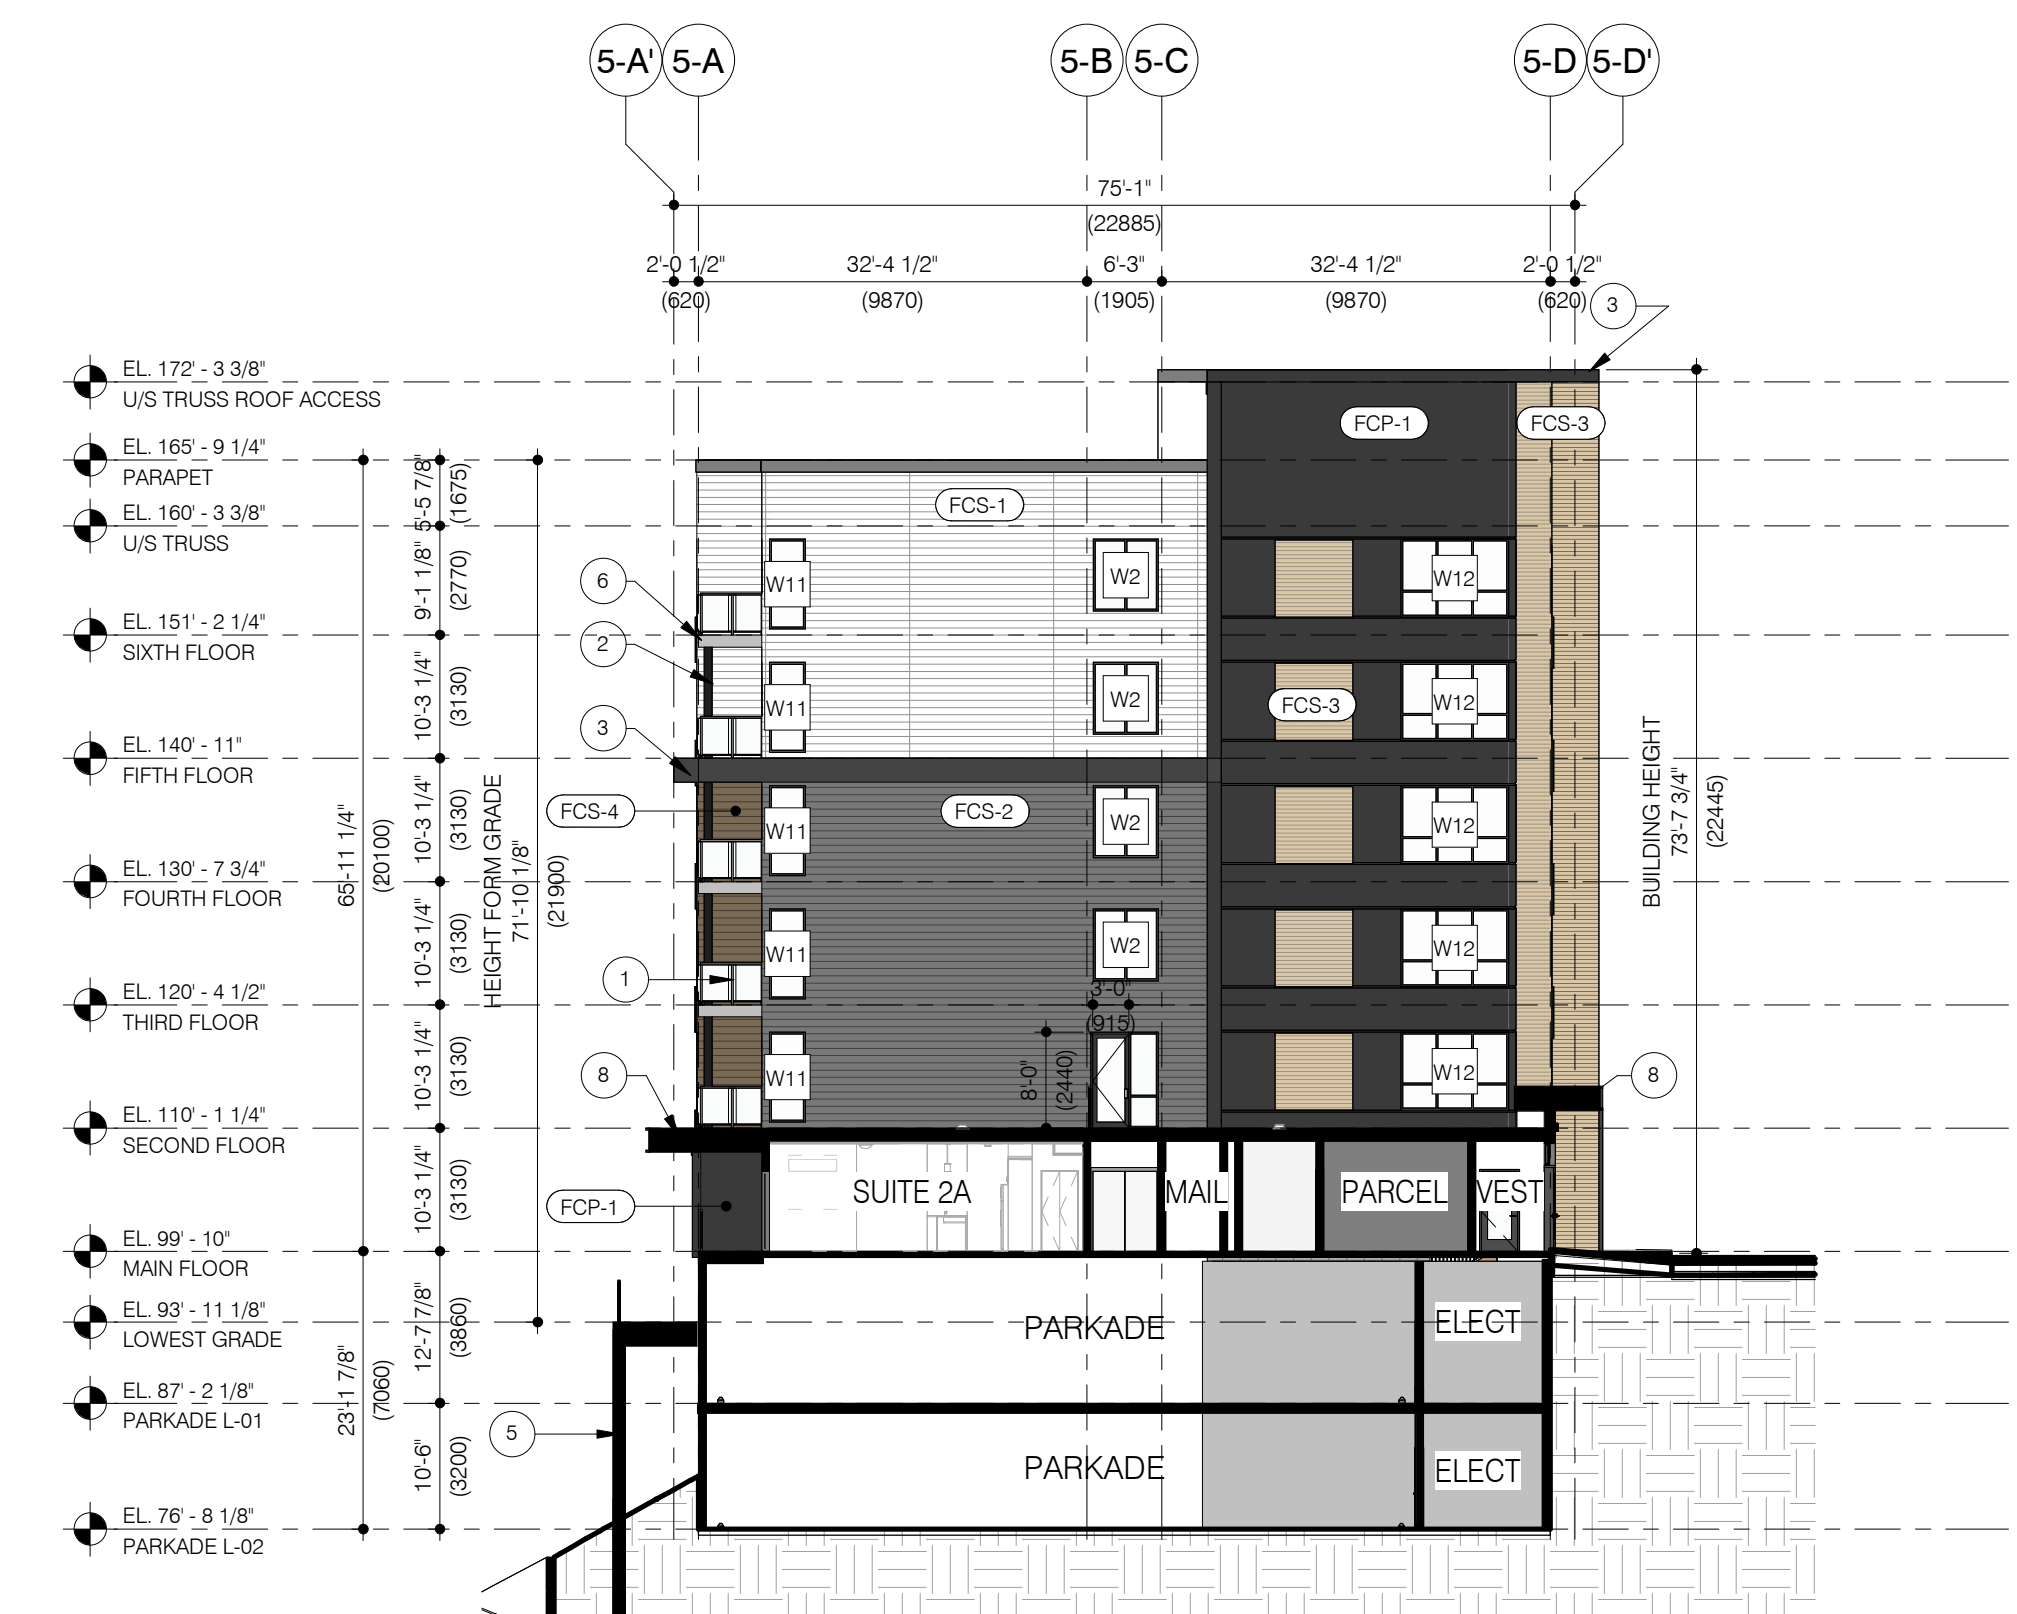 5-A' 5-A 5-B 5-C 5-D 5-D'
75'-1"
(22885)
2'-0 1/2" 32'-4 1/2" 6'-3" 32'-4 1/2" 2'-0 1/2"
(620) (9870) (1905) (9870) (620)
3
EL. 172' - 3 3/8"
U/S TRUSS ROOF ACCESS
EL. 165' - 9 1/4"
PARAPET
EL. 160' - 3 3/8"
U/S TRUSS
EL. 151' - 2 1/4"
SIXTH FLOOR
EL. 140' - 11"
FIFTH FLOOR
EL. 130' - 7 3/4"
FOURTH FLOOR
EL. 120' - 4 1/2"
THIRD FLOOR
EL. 110' - 1 1/4"
SECOND FLOOR
EL. 99' - 10"
MAIN FLOOR
EL. 93' - 11 1/8"
LOWEST GRADE
EL. 87' - 2 1/8"
PARKADE L-01
EL. 76' - 8 1/8"
PARKADE L-02
65'-11 1/4"
(20100)
23'-1 7/8"
(7060)
5'-5 7/8"
(1675)
9'-1 1/8"
(2770)
10'-3 1/4"
(3130)
10'-3 1/4"
(3130)
10'-3 1/4"
(3130)
10'-3 1/4"
(3130)
10'-3 1/4"
(3130)
12'-7 7/8"
(3860)
10'-6"
(3200)
HEIGHT FORM GRADE
71'-10 1/8"
(21900)
6
2
3
FCS-4
1
8
FCP-1
5
FCP-1 FCS-3
FCS-1
W11 W2 W12
W11 W2 FCS-3 W12
FCS-2
W11 W2 W12
W11 W2 W12
3'-0"
(915)
8'-0"
(2440)
W11 W12
8
BUILDING HEIGHT
73'-7 3/4"
(22445)
SUITE 2A MAIL PARCEL VEST
PARKADE ELECT
PARKADE ELECT